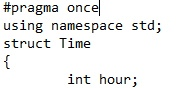 #pragma once
using namespace std;
struct Time
{
        int hour;